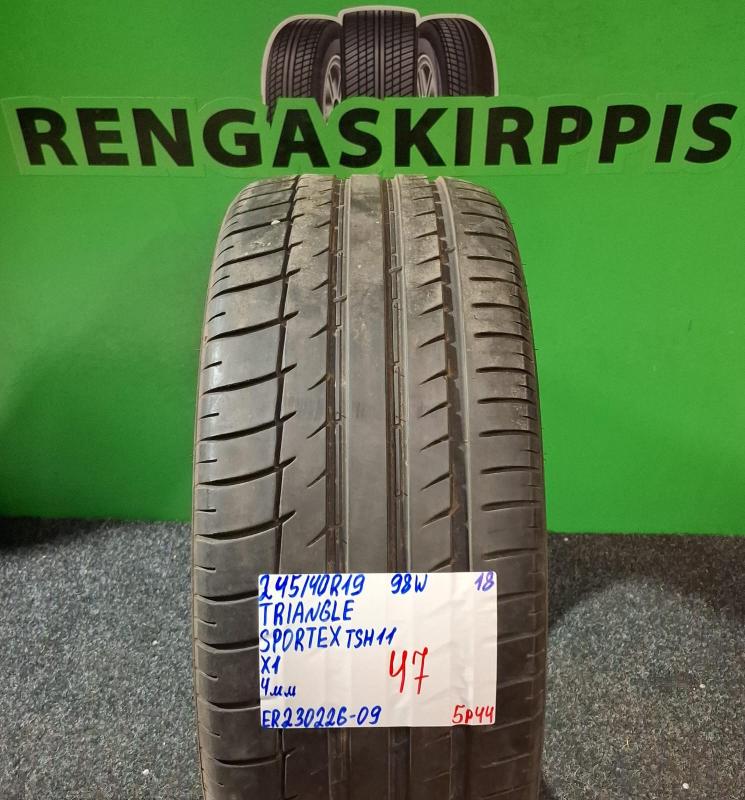 RENGASKIRPPIS
245/40R19 98W 18
TRIANGLE
SPORTEX TSH11
X1
4мм 47
ER230226-09 5P44